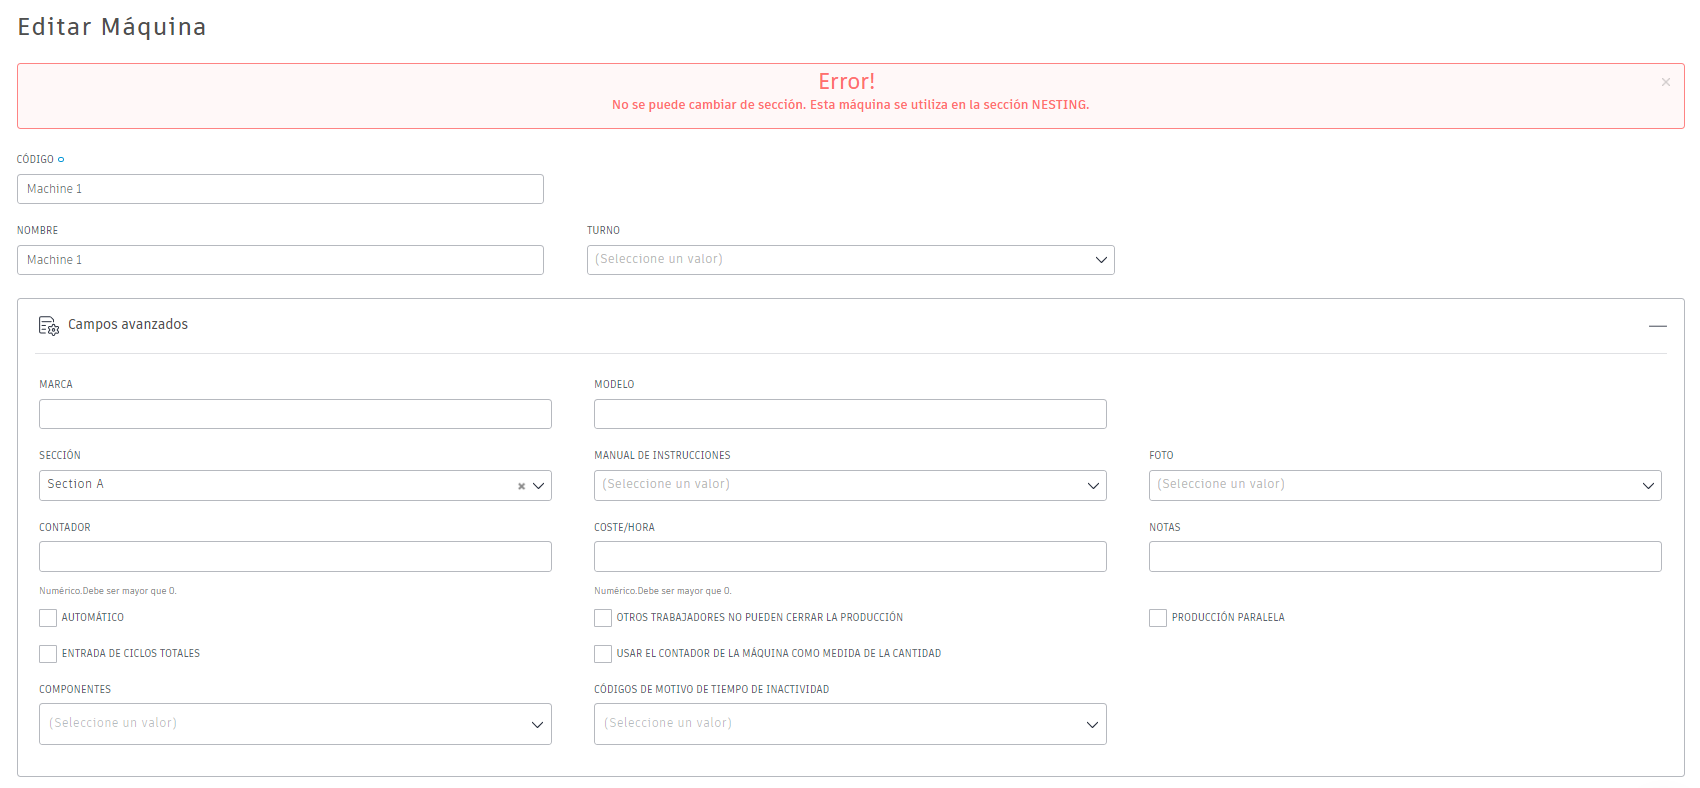 Editar Máquina
Error!
×
No se puede cambiar de sección. Esta máquina se utiliza en la sección NESTING.
CÓDIGO
Machine 1
NOMBRE
TURNO
Machine 1
(Seleccione un valor)
Campos avanzados
MARCA
MODELO
SECCIÓN
MANUAL DE INSTRUCCIONES
FOTO
Section A
(Seleccione un valor)
(Seleccione un valor)
CONTADOR
COSTE/HORA
NOTAS
Numérico.Debe ser mayor que 0.
Numérico.Debe ser mayor que 0.
AUTOMÁTICO
OTROS TRABAJADORES NO PUEDEN CERRAR LA PRODUCCIÓN
PRODUCCIÓN PARALELA
ENTRADA DE CICLOS TOTALES
USAR EL CONTADOR DE LA MÁQUINA COMO MEDIDA DE LA CANTIDAD
COMPONENTES
CÓDIGOS DE MOTIVO DE TIEMPO DE INACTIVIDAD
(Seleccione un valor)
(Seleccione un valor)